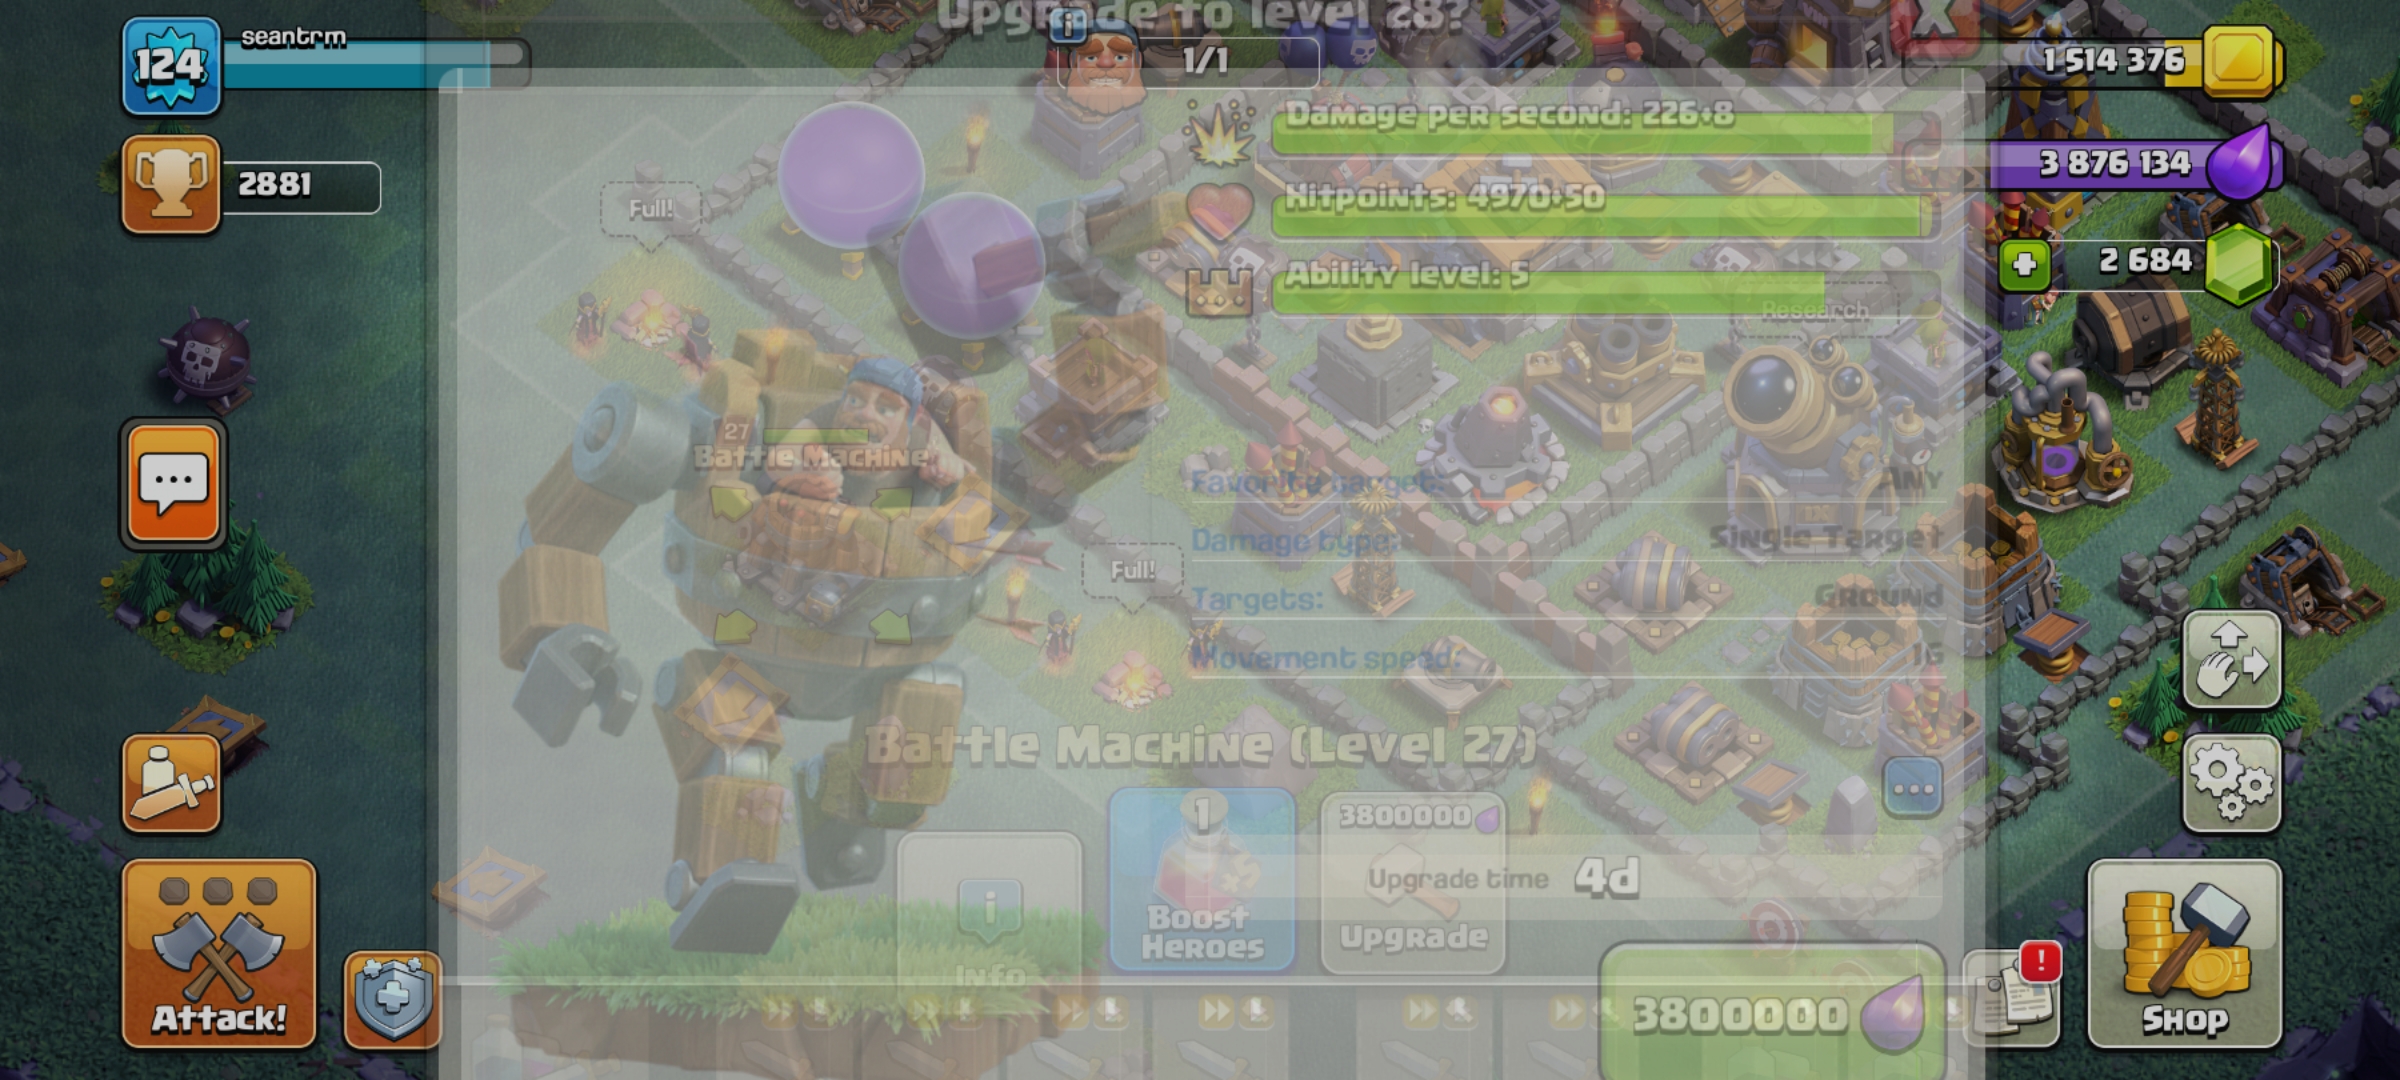 Upgrade to level 28?
X
124
seantrm
1/1
1 514 376
Damage per second: 226+8
3 876 134
2881
Hitpoints: 4970+50
Full!
2 684
Ability level: 5
Research
27
Battle Machine
Favorite target:
Any
Damage type:
Single Target
Full!
Targets:
Ground
Movement speed:
16
Battle Machine (Level 27)
1
3800000
Boost
Heroes
Upgrade time
4d
Upgrade
Info
Attack!
3800000
!
Shop